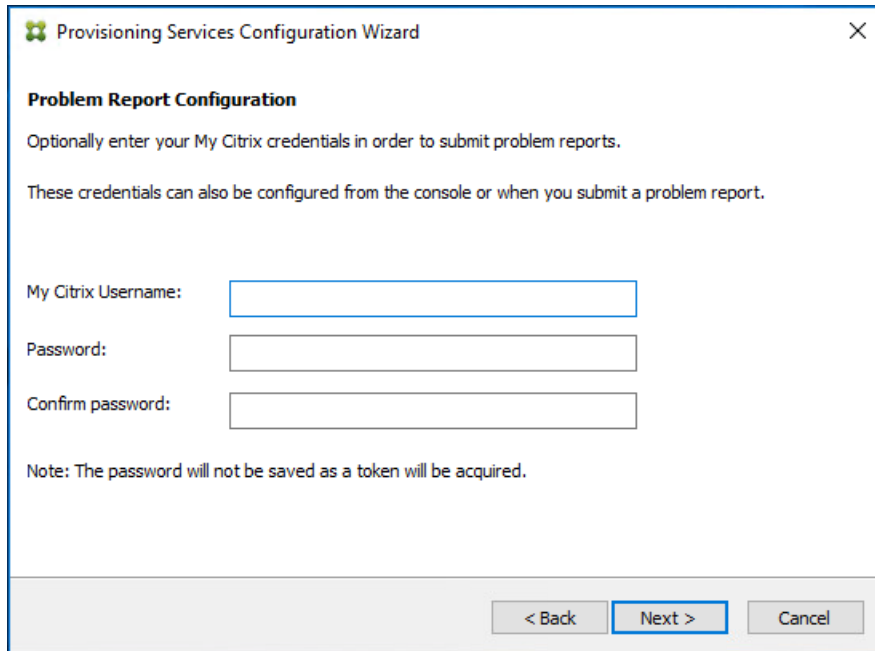 Provisioning Services Configuration Wizard
Problem Report Configuration
Optionally enter your My Citrix credentials in order to submit problem reports.
These credentials can also be configured from the console or when you submit a problem report.
My Citrix Username:
Password:
Confirm password:
Note: The password will not be saved as a token will be acquired.
< Back Next > Cancel